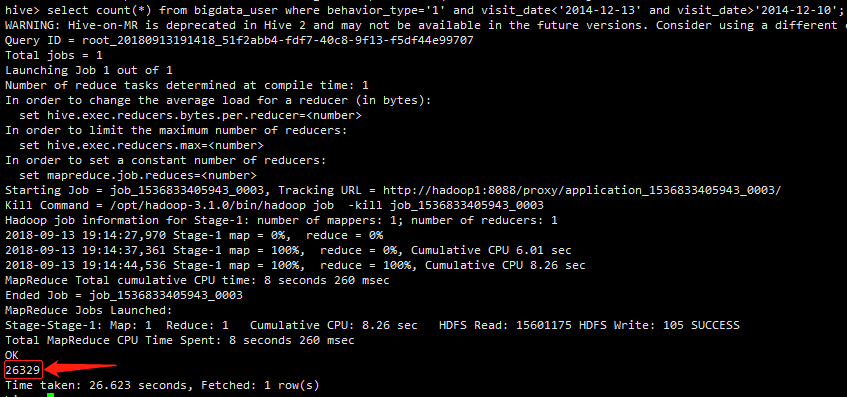 hive> select count(*) from bigdata_user where behavior_type='1' and visit_date<'2014-12-13' and visit_date>'2014-12-10';
WARNING: Hive-on-MR is deprecated in Hive 2 and may not be available in the future versions. Consider using a different
Query ID = root_20180913191418_51f2abb4-fdf7-40c8-9f13-f5df44e99707
Total jobs = 1
Launching Job 1 out of 1
Number of reduce tasks determined at compile time: 1
In order to change the average load for a reducer (in bytes):
  set hive.exec.reducers.bytes.per.reducer=<number>
In order to limit the maximum number of reducers:
  set hive.exec.reducers.max=<number>
In order to set a constant number of reducers:
  set mapreduce.job.reduces=<number>
Starting Job = job_1536833405943_0003, Tracking URL = http://hadoop1:8088/proxy/application_1536833405943_0003/
Kill Command = /opt/hadoop-3.1.0/bin/hadoop job  -kill job_1536833405943_0003
Hadoop job information for Stage-1: number of mappers: 1; number of reducers: 1
2018-09-13 19:14:27,970 Stage-1 map = 0%,  reduce = 0%
2018-09-13 19:14:37,361 Stage-1 map = 100%,  reduce = 0%, Cumulative CPU 6.01 sec
2018-09-13 19:14:44,536 Stage-1 map = 100%,  reduce = 100%, Cumulative CPU 8.26 sec
MapReduce Total cumulative CPU time: 8 seconds 260 msec
Ended Job = job_1536833405943_0003
MapReduce Jobs Launched:
Stage-Stage-1: Map: 1  Reduce: 1   Cumulative CPU: 8.26 sec   HDFS Read: 15601175 HDFS Write: 105 SUCCESS
Total MapReduce CPU Time Spent: 8 seconds 260 msec
OK
26329
Time taken: 26.623 seconds, Fetched: 1 row(s)